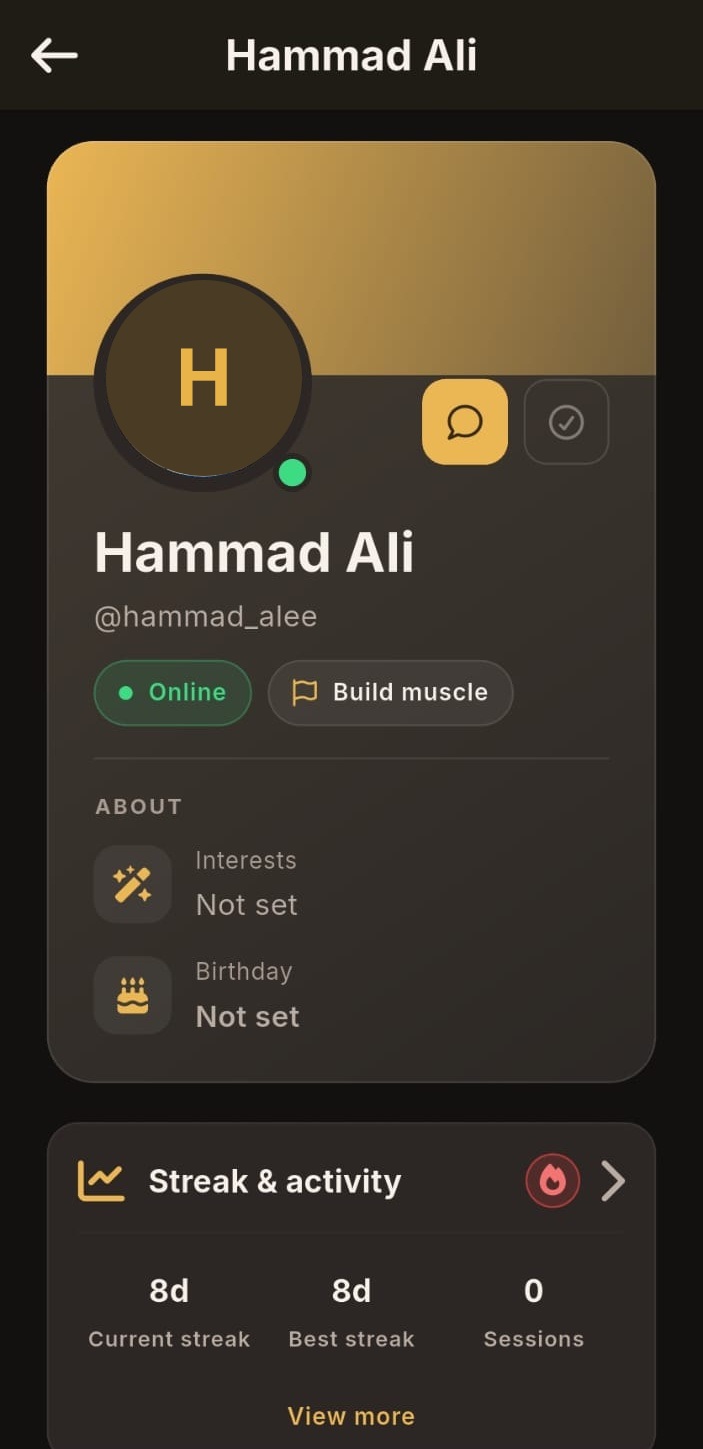 Hammad Ali
H
Hammad Ali
@hammad_alee
Online
Build muscle
ABOUT
Interests
Not set
Birthday
Not set
Streak & activity
8d 8d 0
Current streak Best streak Sessions
View more